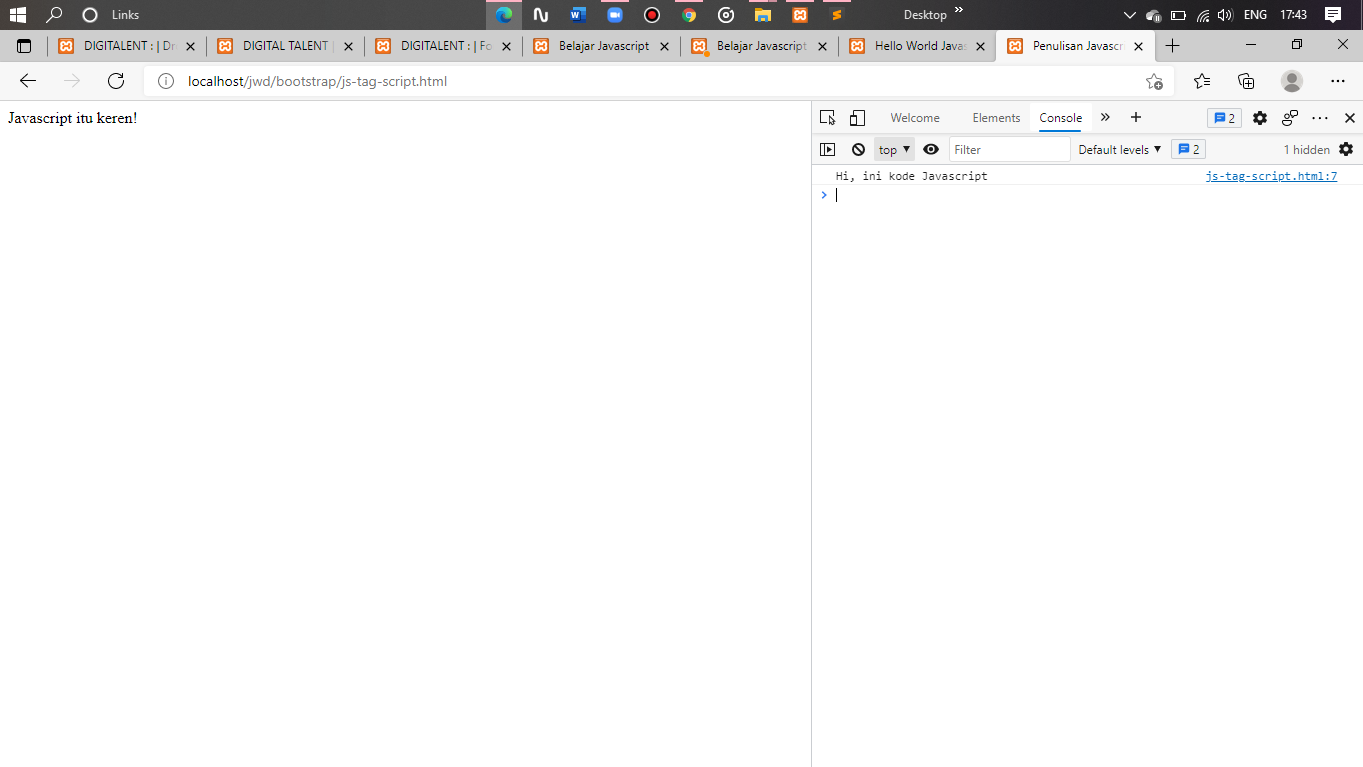 Links
Desktop
ENG
17:43
DIGITALENT : | Dr
DIGITAL TALENT |
DIGITALENT : | Fo
Belajar Javascript
Belajar Javascript
Hello World Javas
Penulisan Javascri
localhost/jwd/bootstrap/js-tag-script.html
Javascript itu keren!
Welcome
Elements
Console
2
top
Filter
Default levels
2
1 hidden
Hi, ini kode Javascript
js-tag-script.html:7